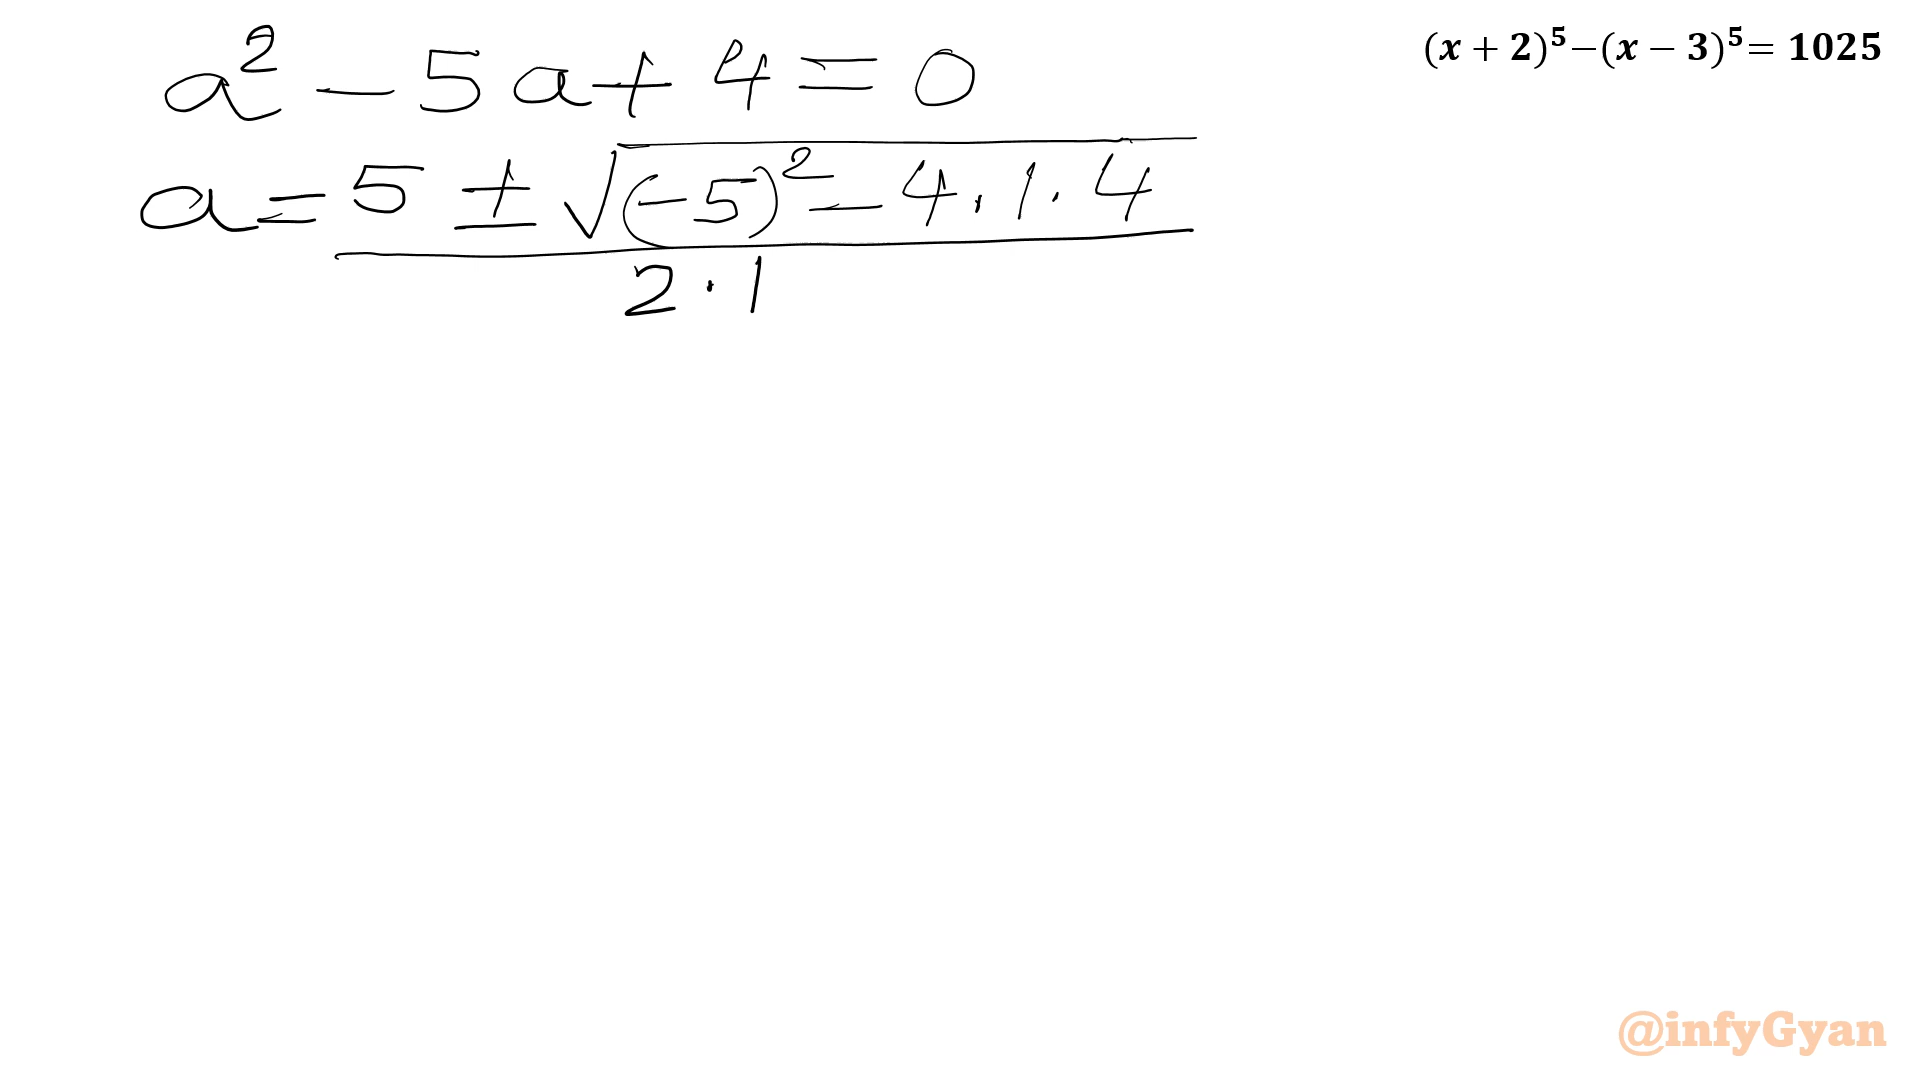 (x + 2)⁵−(x − 3)⁵= 1025
a² − 5a + 4 = 0
a = 5 ± √(−5)² − 4.1.4
2.1
@infyGyan